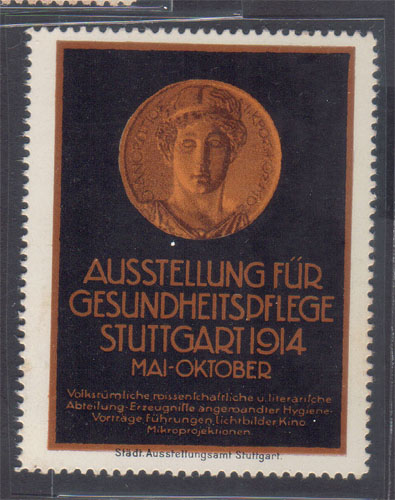 AUSSTELLUNG FÜR
GESUNDHEITSPFLEGE
STUTTGART 1914
MAI-OKTOBER
Volkstümliche, wissenschaftliche u. literarische
Abteilung-Erzeugnisse angewandter Hygiene-
Vorträge Führungen, Lichtbilder Kino
Mikroprojektionen.
Städt. Ausstellungsamt Stuttgart.